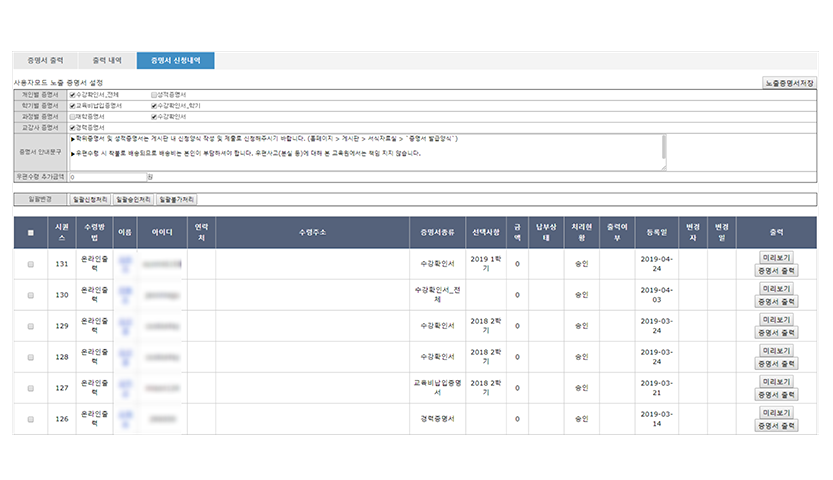 증명서 출력 출력 내역 증명서 신청내역
사용자모드 노출 증명서 설정 노출증명서저장
개인별 증명서 수강확인서_전체 성적증명서
학기별 증명서 교육비납입증명서 수강확인서_학기
과정별 증명서 재학증명서 수강확인서
교강사 증명서 경력증명서
증명서 안내문구
▶학위증명서 및 성적증명서는 게시판 내 신청양식 작성 및 제출로 신청해주시기 바랍니다. (홈페이지 > 게시판 > 서식자료실 > "증명서 발급양식")
▶우편수령 시 착불로 배송되므로 배송비는 본인이 부담하셔야 합니다. 우편사고(분실 등)에 대해 본 교육원에서는 책임 지지 않습니다.
우편수령 추가금액 0 원
일괄변경 일괄신청처리 일괄승인처리 일괄불가처리
시퀀스 수령방법 이름 아이디 연락처 수령주소 증명서종류 선택사항 금액 납부상태 처리현황 출력여부 등록일 변경자 변경일 출력
131 온라인출력 수강확인서 2019 1학기 0 승인 2019-04-24 미리보기 증명서 출력
130 온라인출력 수강확인서_전체 0 승인 2019-04-03 미리보기 증명서 출력
129 온라인출력 수강확인서 2018 2학기 0 승인 2019-03-24 미리보기 증명서 출력
128 온라인출력 수강확인서 2018 2학기 0 승인 2019-03-24 미리보기 증명서 출력
127 온라인출력 교육비납입증명서 2018 2학기 0 승인 2019-03-21 미리보기 증명서 출력
126 온라인출력 경력증명서 0 승인 2019-03-14 미리보기 증명서 출력